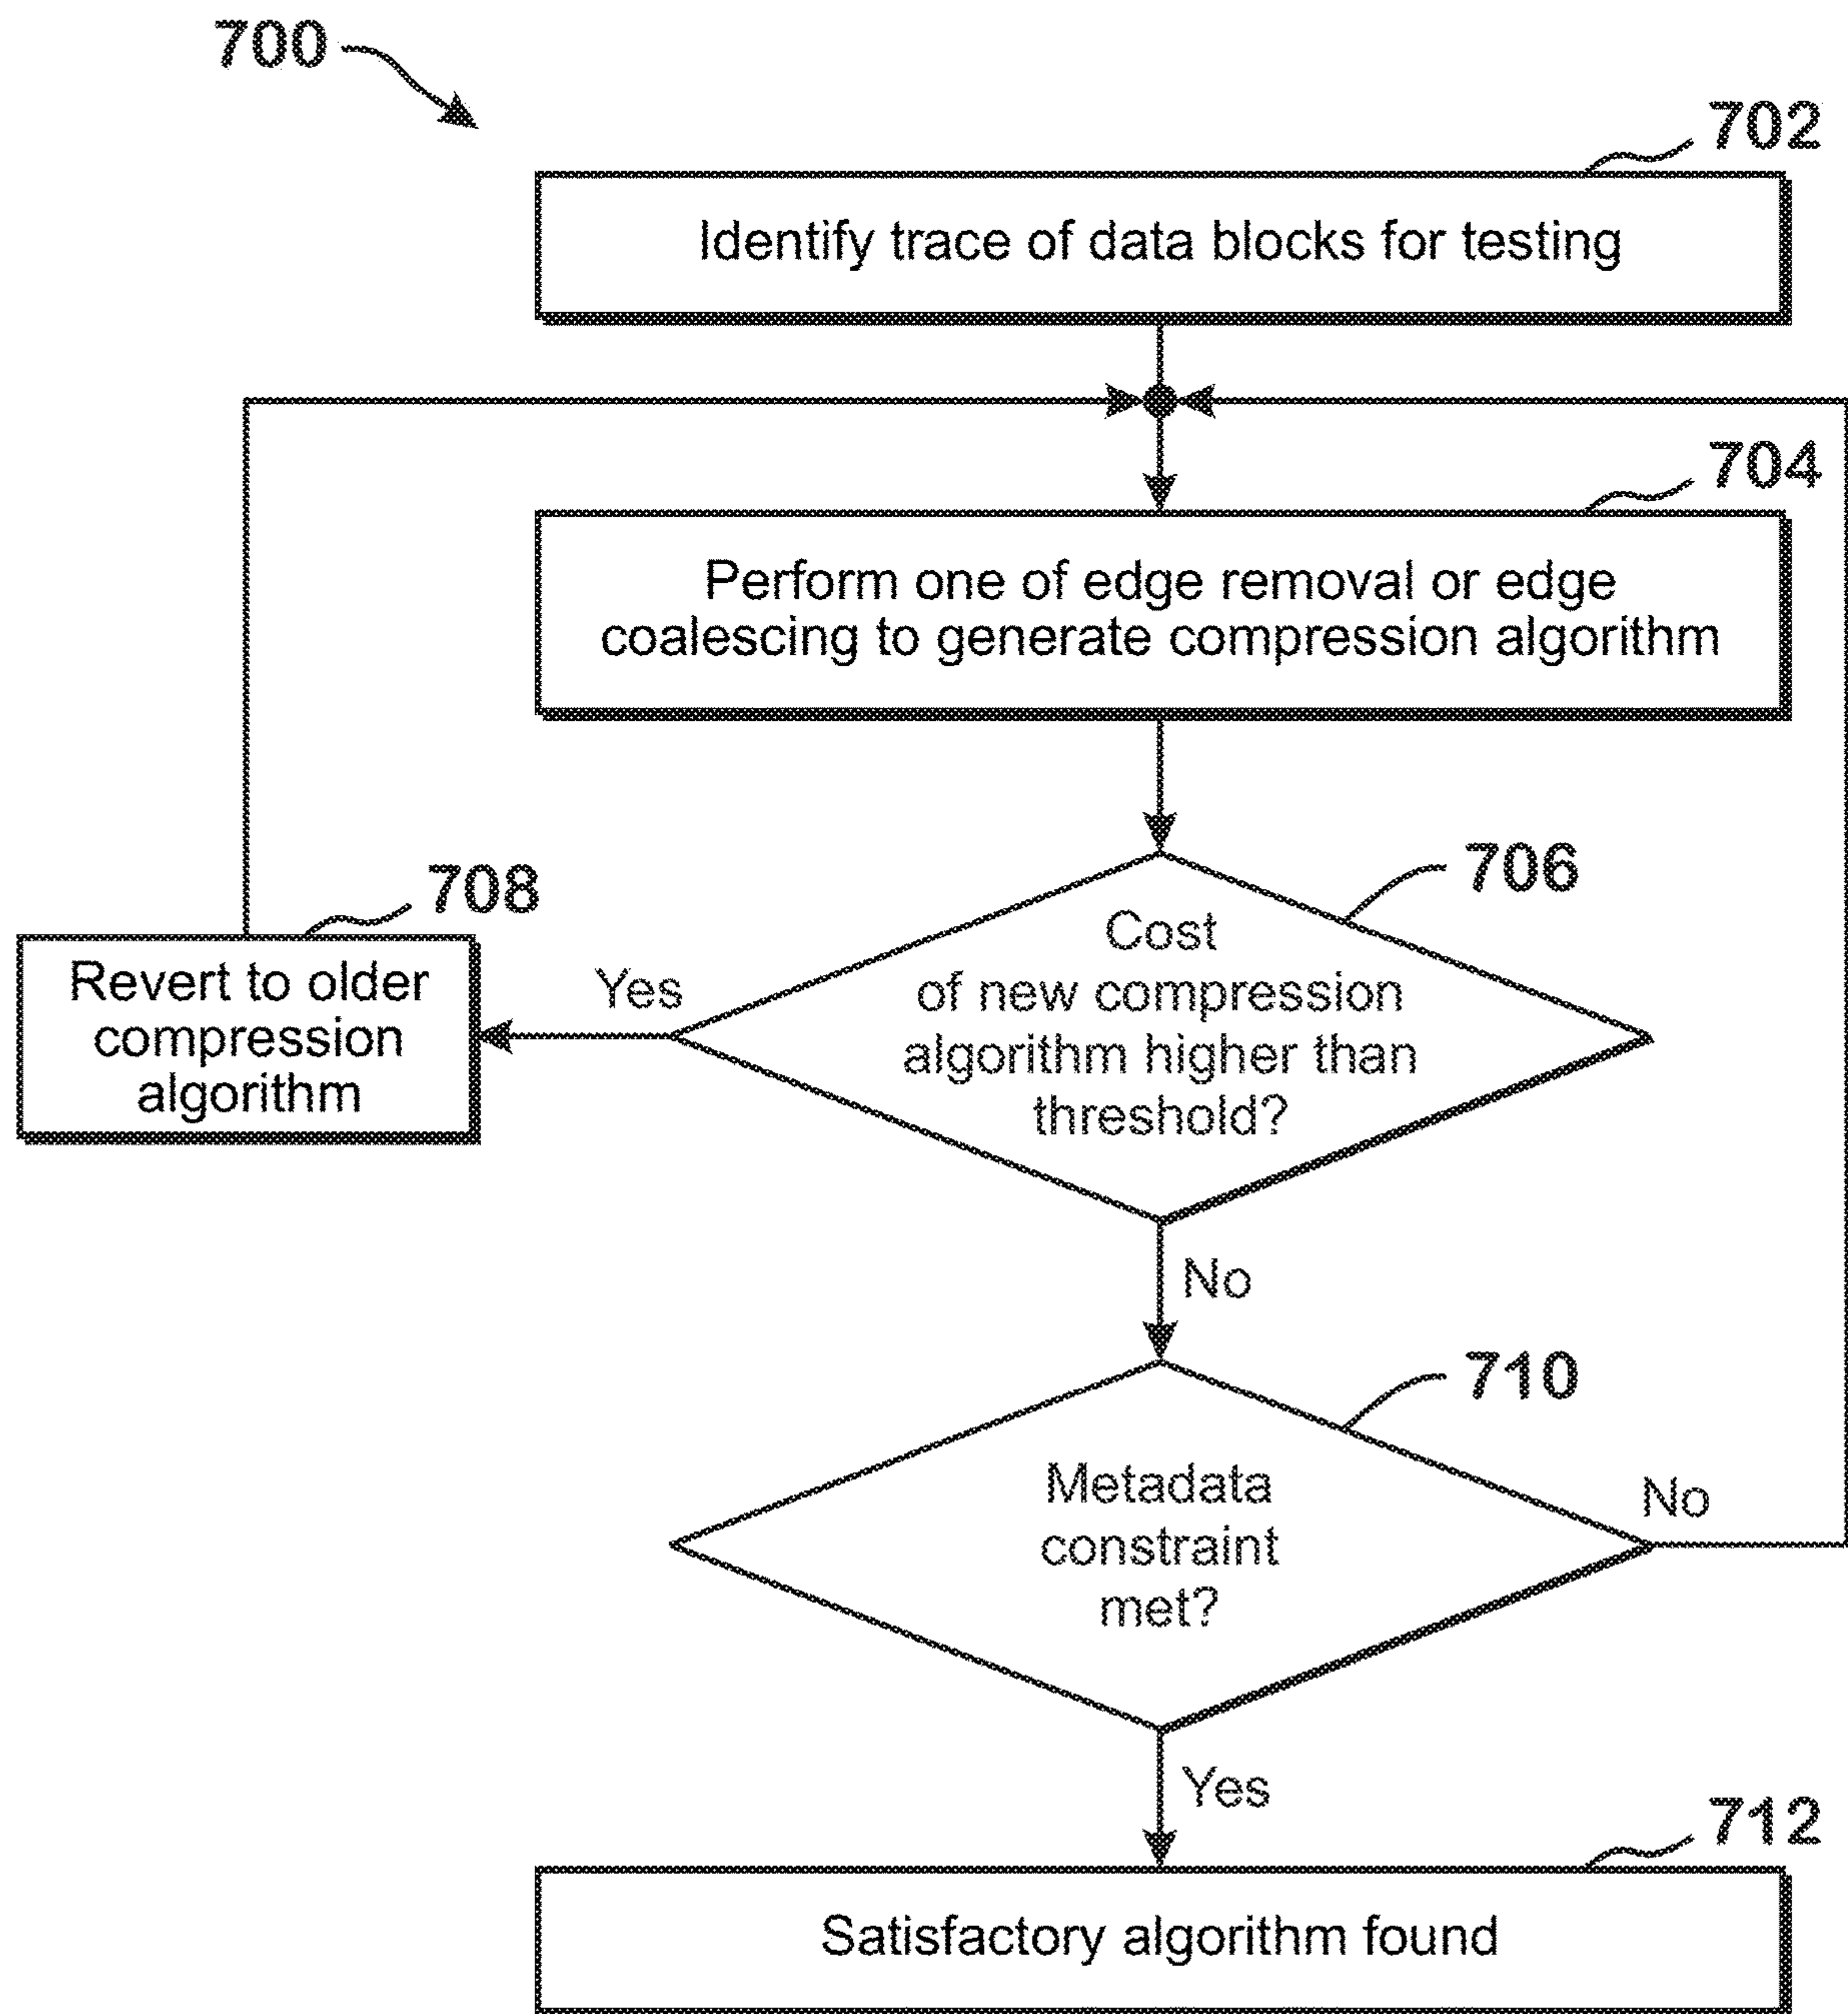 700
702
Identify trace of data blocks for testing
704
Perform one of edge removal or edge
coalescing to generate compression algorithm
706
Cost
of new compression
algorithm higher than
threshold?
Yes
708
Revert to older
compression
algorithm
No
710
Metadata
constraint
met?
No
Yes
712
Satisfactory algorithm found